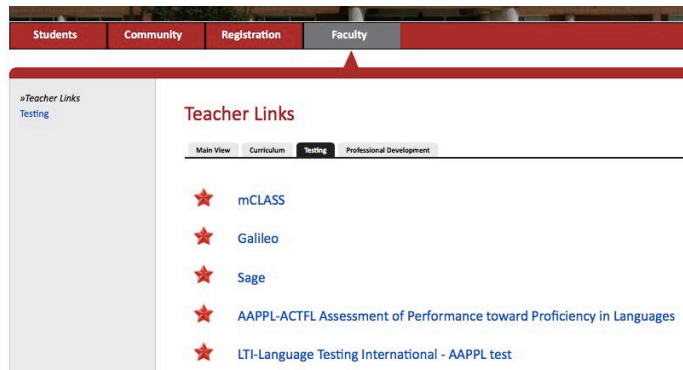 Students Community Registration Faculty
»Teacher Links
Testing
Teacher Links
Main View Curriculum Testing Professional Development
mCLASS
Galileo
Sage
AAPPL-ACTFL Assessment of Performance toward Proficiency in Languages
LTI-Language Testing International - AAPPL test